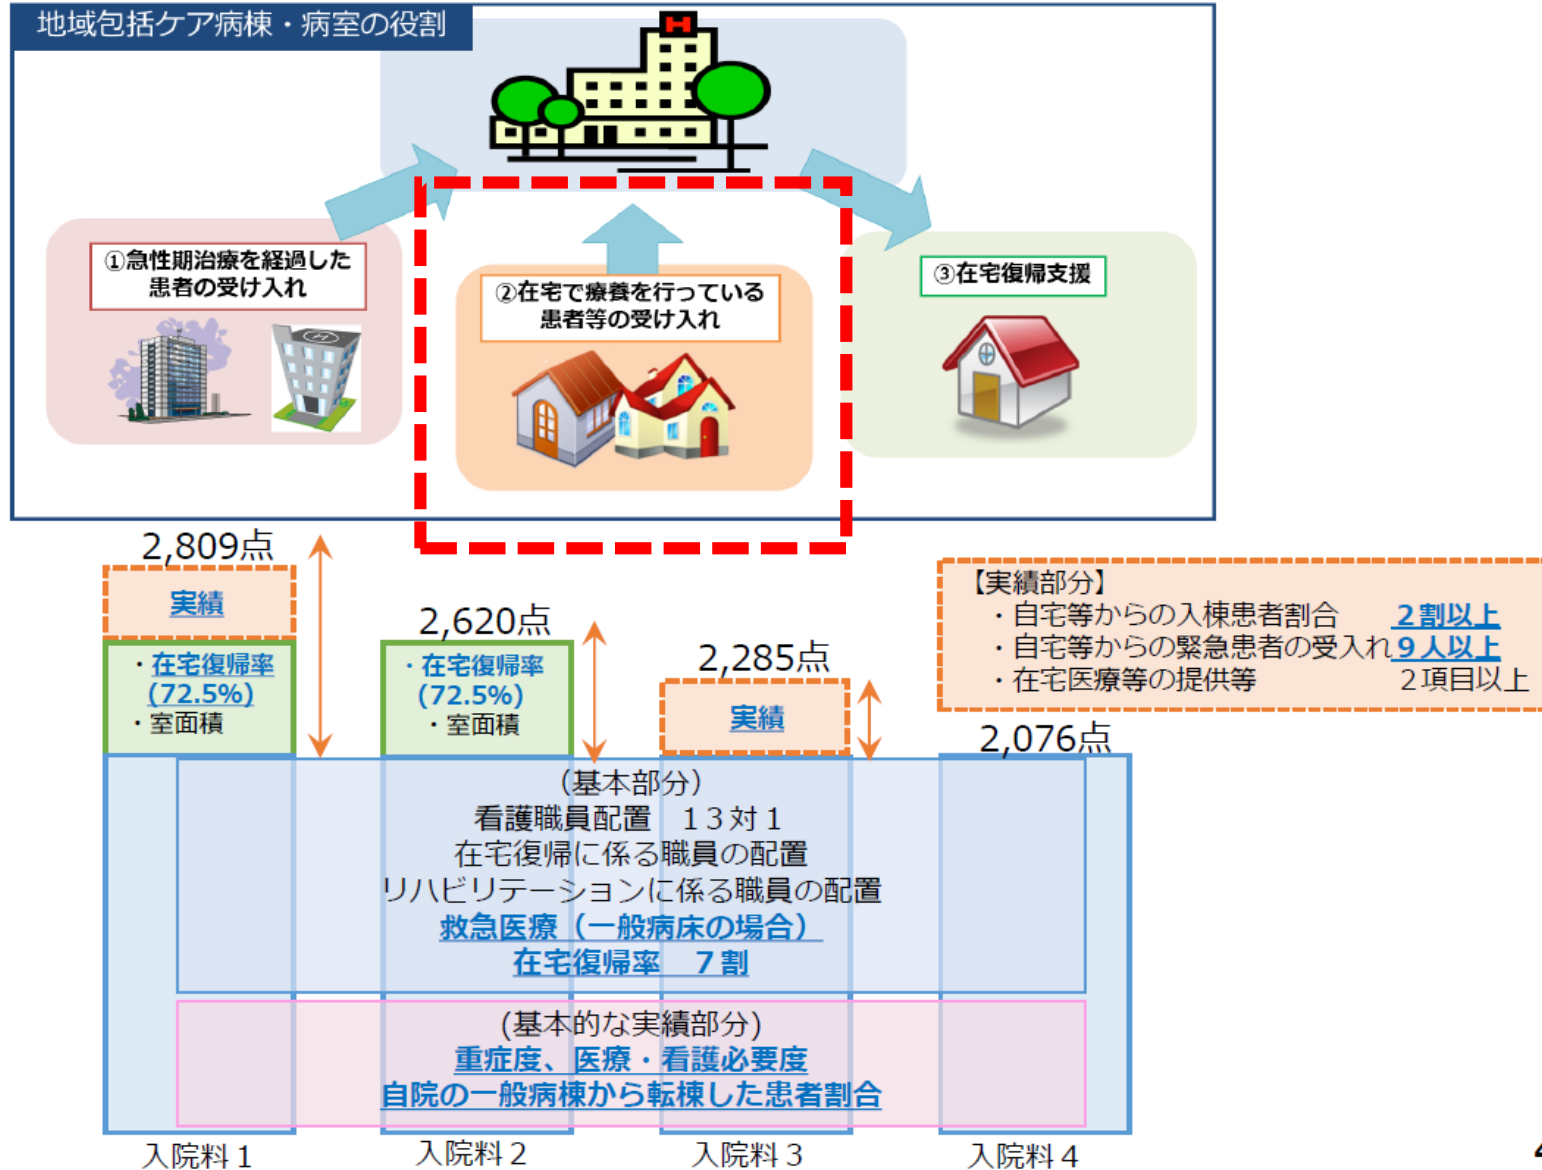 地域包括ケア病棟・病室の役割
H
①急性期治療を経過した
患者の受け入れ
②在宅で療養を行っている
患者等の受け入れ
③在宅復帰支援
2,809点
実績
・在宅復帰率
(72.5%)
・室面積
2,620点
・在宅復帰率
(72.5%)
・室面積
2,285点
実績
2,076点
【実績部分】
・自宅等からの入棟患者割合 2割以上
・自宅等からの緊急患者の受入れ 9人以上
・在宅医療等の提供等 2項目以上
（基本部分）
看護職員配置 13対1
在宅復帰に係る職員の配置
リハビリテーションに係る職員の配置
救急医療（一般病床の場合）
在宅復帰率 7割
(基本的な実績部分)
重症度、医療・看護必要度
自院の一般病棟から転棟した患者割合
入院料1
入院料2
入院料3
入院料4
4